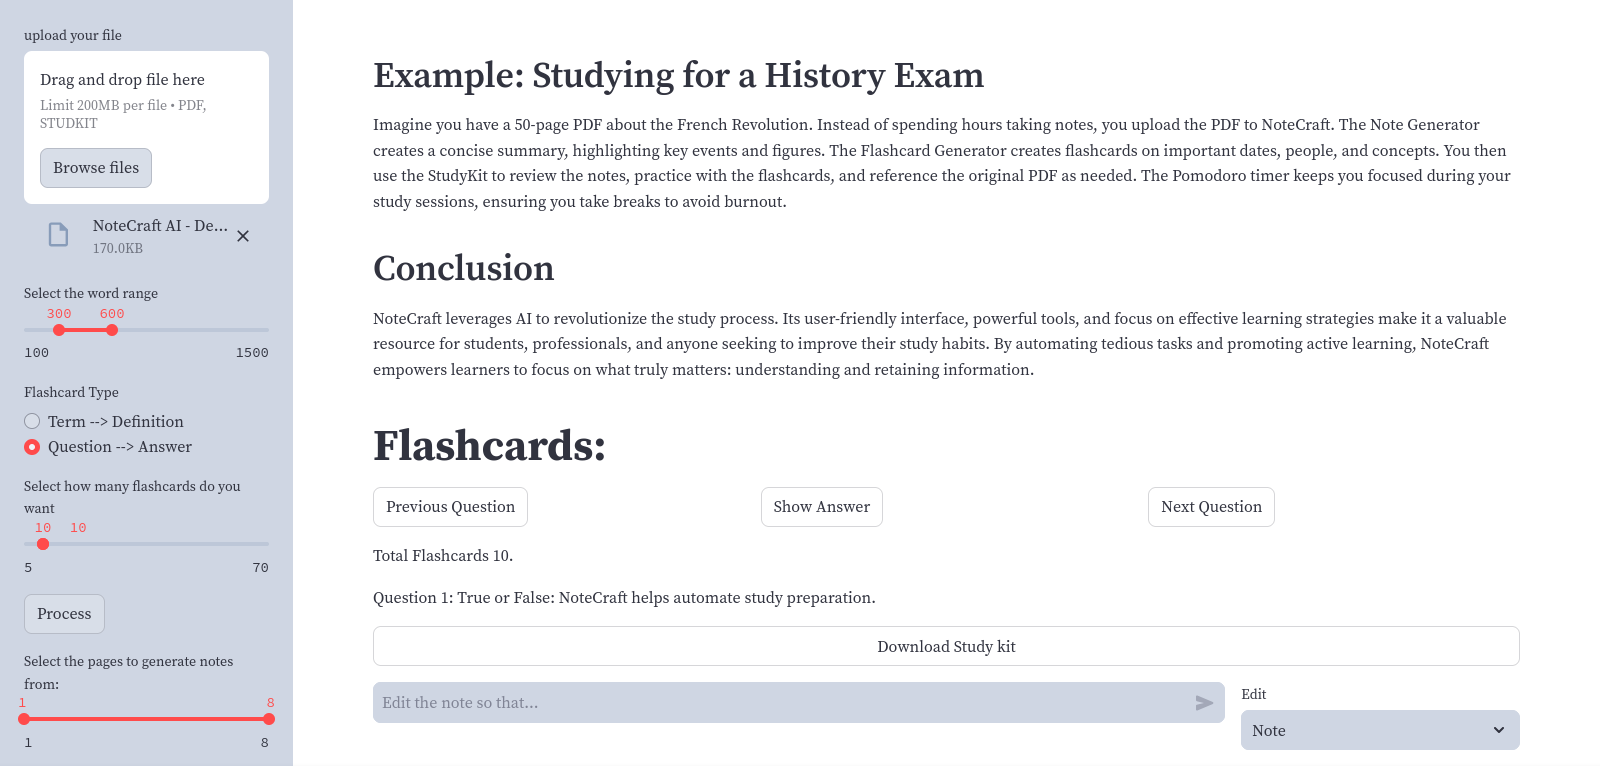 upload your file
Drag and drop file here
Limit 200MB per file • PDF,
STUDKIT
Browse files
NoteCraft AI - De...
170.0KB
Select the word range
300 600
100 1500
Flashcard Type
Term --> Definition
Question --> Answer
Select how many flashcards do you
want
10 10
5 70
Process
Select the pages to generate notes
from:
1 8
1 8
Example: Studying for a History Exam
Imagine you have a 50-page PDF about the French Revolution. Instead of spending hours taking notes, you upload the PDF to NoteCraft. The Note Generator
creates a concise summary, highlighting key events and figures. The Flashcard Generator creates flashcards on important dates, people, and concepts. You then
use the StudyKit to review the notes, practice with the flashcards, and reference the original PDF as needed. The Pomodoro timer keeps you focused during your
study sessions, ensuring you take breaks to avoid burnout.
Conclusion
NoteCraft leverages AI to revolutionize the study process. Its user-friendly interface, powerful tools, and focus on effective learning strategies make it a valuable
resource for students, professionals, and anyone seeking to improve their study habits. By automating tedious tasks and promoting active learning, NoteCraft
empowers learners to focus on what truly matters: understanding and retaining information.
Flashcards:
Previous Question
Show Answer
Next Question
Total Flashcards 10.
Question 1: True or False: NoteCraft helps automate study preparation.
Download Study kit
Edit the note so that...
Edit
Note